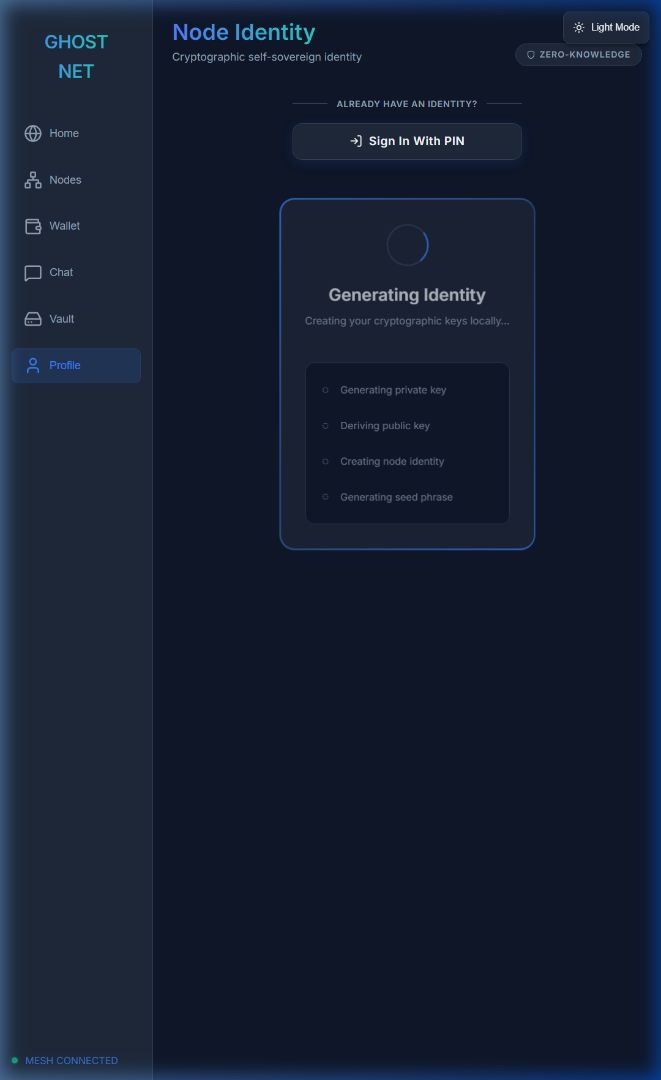 GHOST
NET
Home
Nodes
Wallet
Chat
Vault
Profile
MESH CONNECTED
Node Identity
Cryptographic self-sovereign identity
Light Mode
ZERO-KNOWLEDGE
ALREADY HAVE AN IDENTITY?
Sign In With PIN
Generating Identity
Creating your cryptographic keys locally...
Generating private key
Deriving public key
Creating node identity
Generating seed phrase